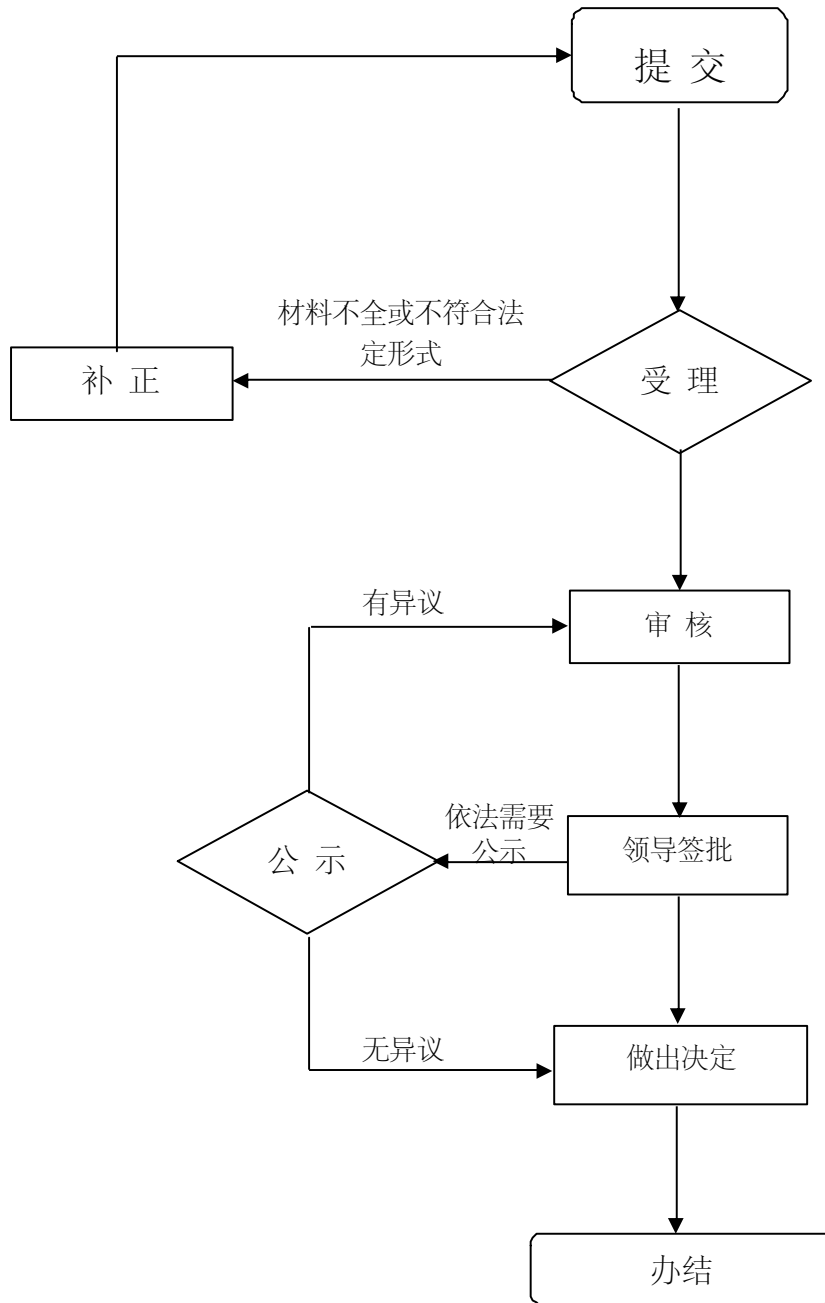 提 交
材料不全或不符合法
定形式
补 正
受 理
有异议
审 核
依法需要
公示
公 示
领导签批
无异议
做出决定
办结